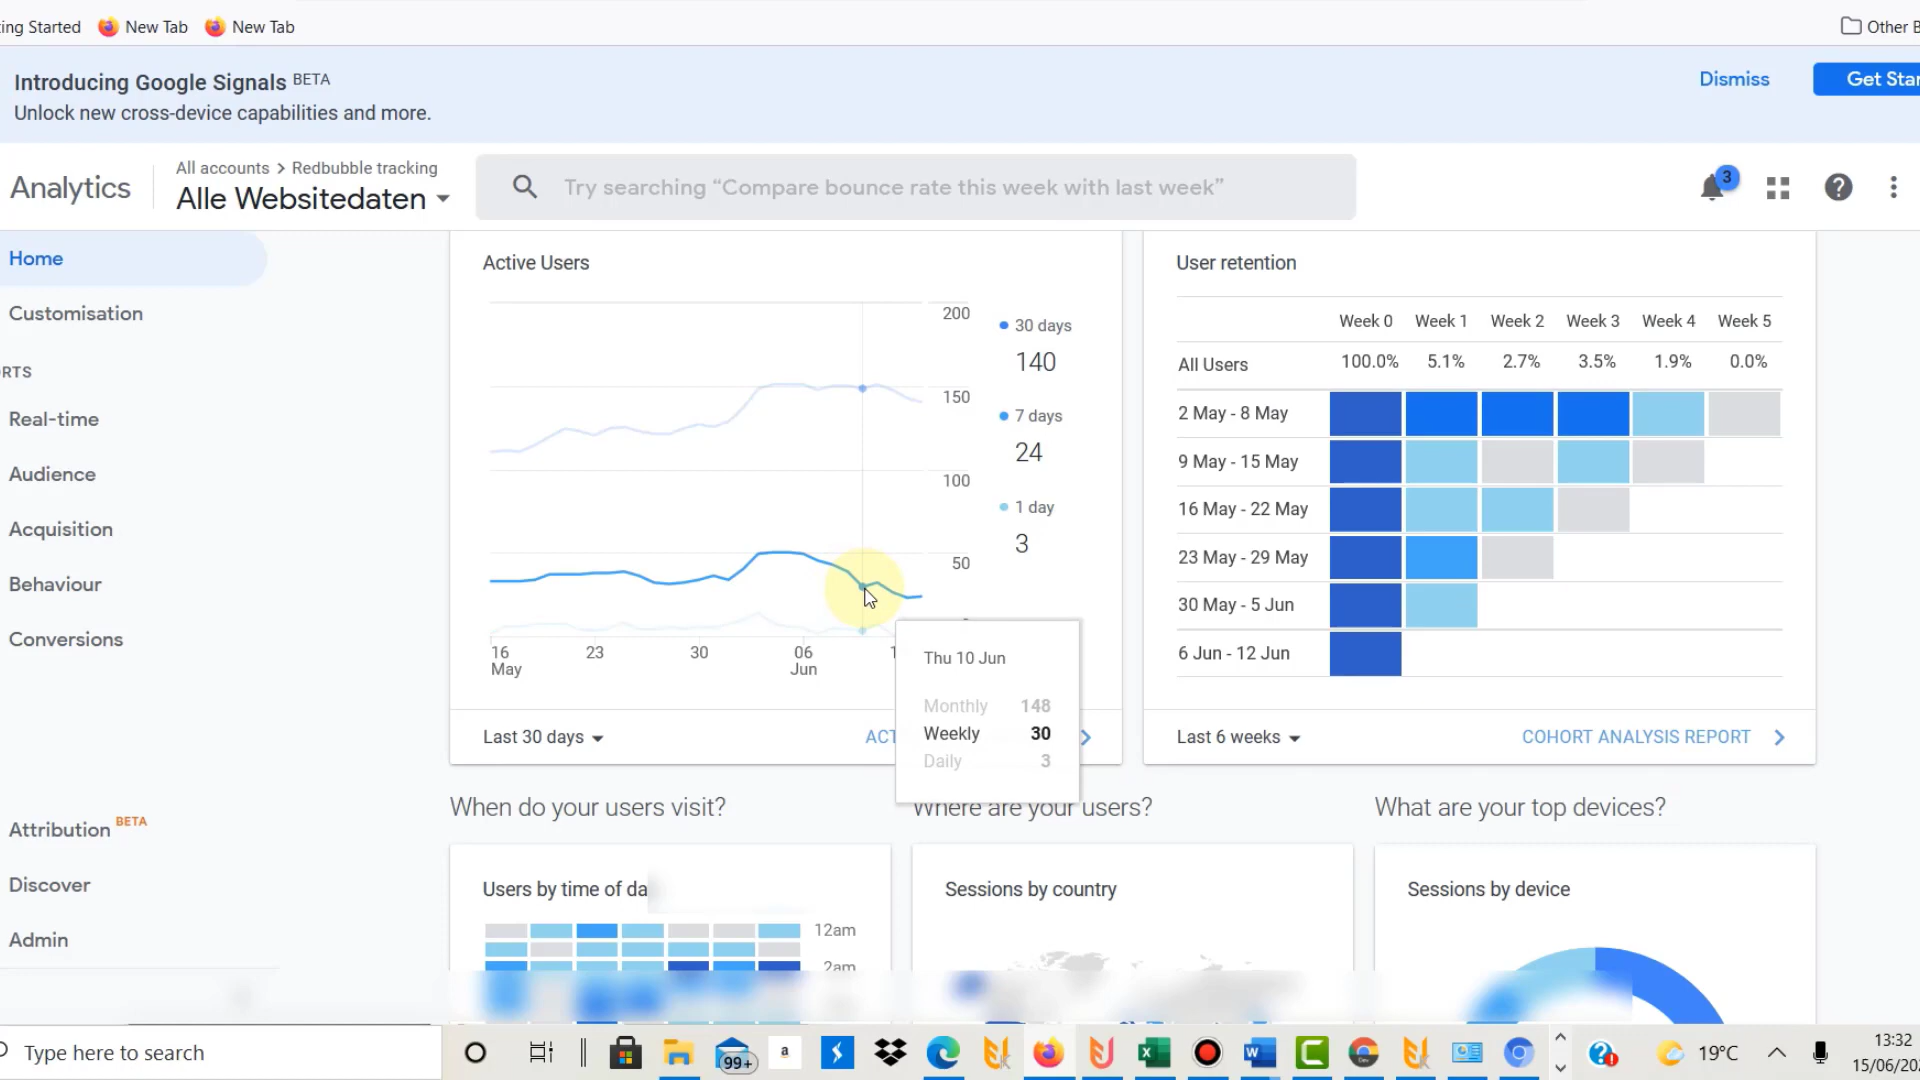 ing Started New Tab New Tab Other B
Introducing Google Signals BETA
Unlock new cross-device capabilities and more.
Dismiss
Get Star
Analytics
All accounts > Redbubble tracking
Alle Websitedaten
Try searching “Compare bounce rate this week with last week”
3
Home
Customisation
RTS
Real-time
Audience
Acquisition
Behaviour
Conversions
Attribution BETA
Discover
Admin
Active Users
200
150
100
50
16 May
23
30
06 Jun
1
30 days
140
7 days
24
1 day
3
Thu 10 Jun
Monthly 148
Weekly 30
Daily 3
Last 30 days
ACT
User retention
Week 0 Week 1 Week 2 Week 3 Week 4 Week 5
All Users 100.0% 5.1% 2.7% 3.5% 1.9% 0.0%
2 May - 8 May
9 May - 15 May
16 May - 22 May
23 May - 29 May
30 May - 5 Jun
6 Jun - 12 Jun
Last 6 weeks
COHORT ANALYSIS REPORT
When do your users visit?
Where are your users?
What are your top devices?
Users by time of da
12am
2am
Sessions by country
Sessions by device
Type here to search
99+
a
19°C
13:32
15/06/202